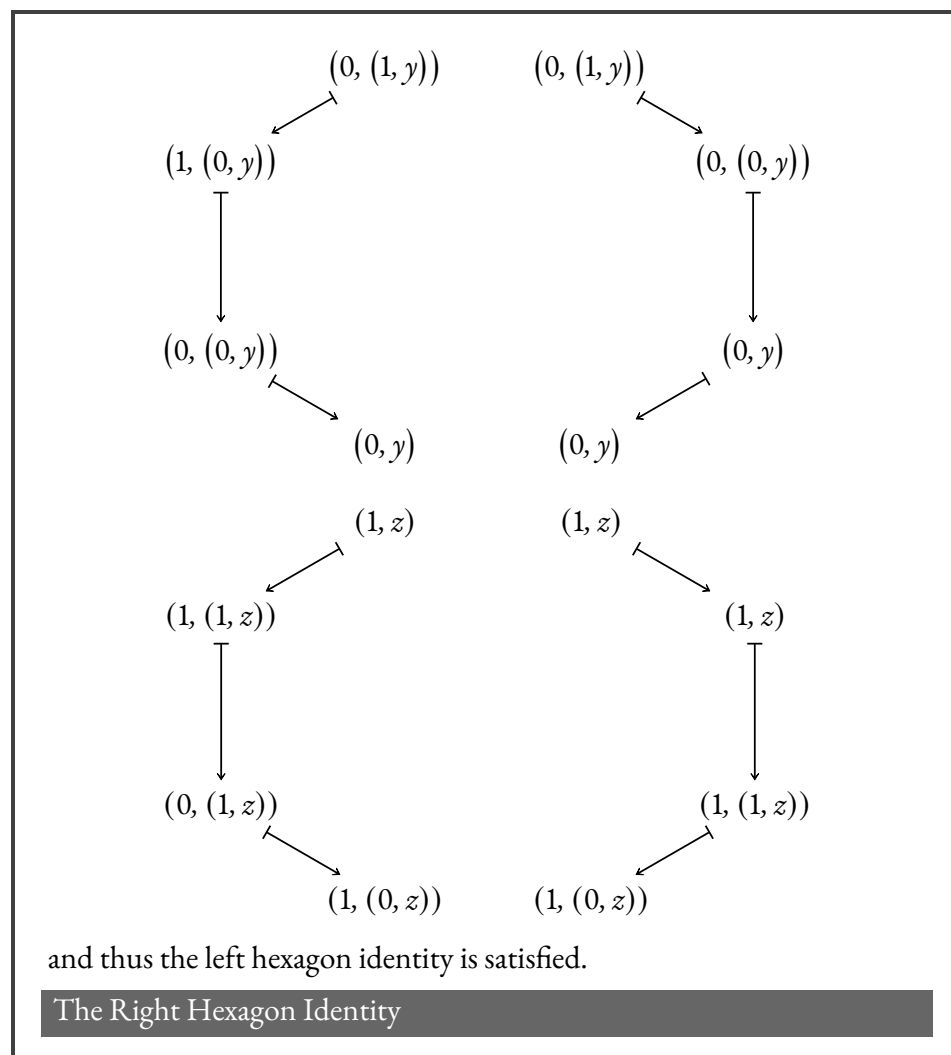 (0, (1, y)) (0, (1, y))
(1, (0, y)) (0, (0, y))
(0, (0, y)) (0, y)
(0, y) (0, y)
(1, z) (1, z)
(1, (1, z)) (1, z)
(0, (1, z)) (1, (1, z))
(1, (0, z)) (1, (0, z))
and thus the left hexagon identity is satisfied.
The Right Hexagon Identity